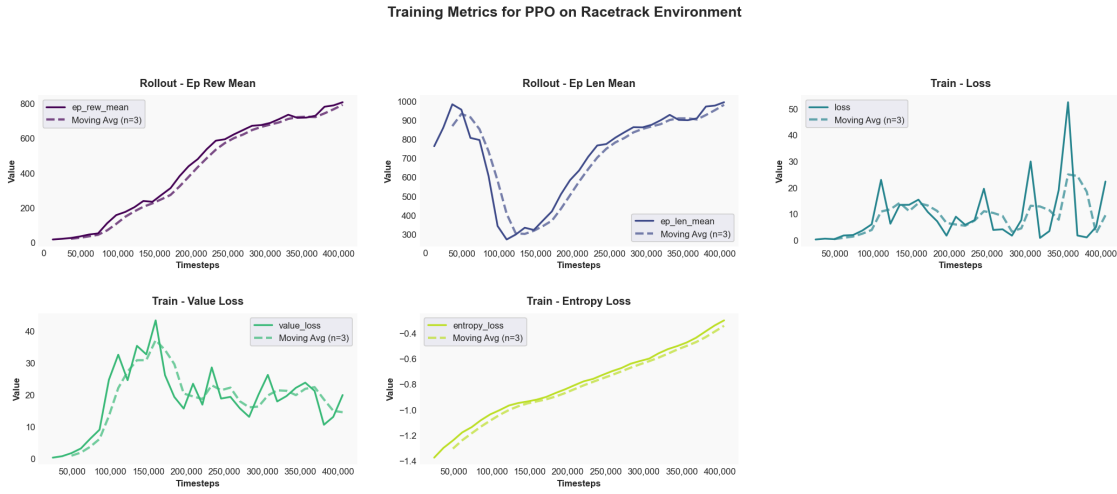 Training Metrics for PPO on Racetrack Environment
Rollout - Ep Rew Mean
ep_rew_mean
Moving Avg (n=3)
Value
800
600
400
200
0
0 50,000 100,000 150,000 200,000 250,000 300,000 350,000 400,000
Timesteps
Rollout - Ep Len Mean
ep_len_mean
Moving Avg (n=3)
Value
1000
900
800
700
600
500
400
300
0 50,000 100,000 150,000 200,000 250,000 300,000 350,000 400,000
Timesteps
Train - Loss
loss
Moving Avg (n=3)
Value
50
40
30
20
10
0
50,000 100,000 150,000 200,000 250,000 300,000 350,000 400,000
Timesteps
Train - Value Loss
value_loss
Moving Avg (n=3)
Value
40
30
20
10
0
50,000 100,000 150,000 200,000 250,000 300,000 350,000 400,000
Timesteps
Train - Entropy Loss
entropy_loss
Moving Avg (n=3)
Value
−0.4
−0.6
−0.8
−1.0
−1.2
−1.4
50,000 100,000 150,000 200,000 250,000 300,000 350,000 400,000
Timesteps